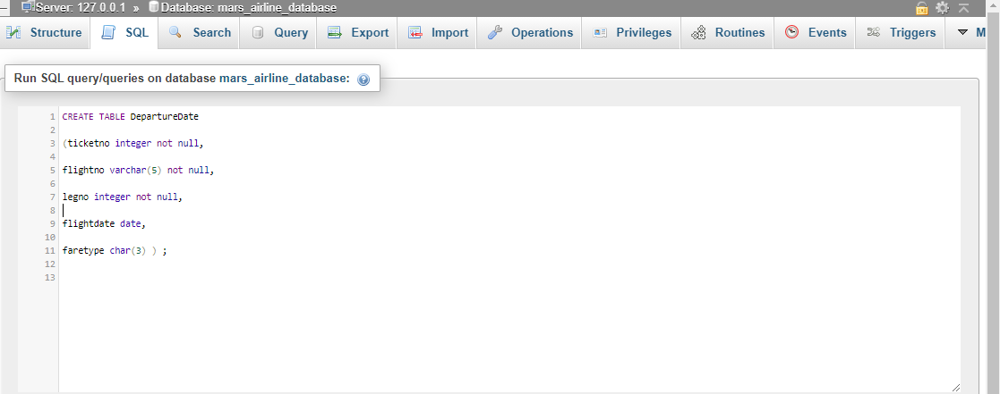 Server: 127.0.0.1 » Database: mars_airline_database
Structure SQL Search Query Export Import Operations Privileges Routines Events Triggers M
Run SQL query/queries on database mars_airline_database:
1 CREATE TABLE DepartureDate
2
3 (ticketno integer not null,
4
5 flightno varchar(5) not null,
6
7 legno integer not null,
8
9 flightdate date,
10
11 faretype char(3) ) ;
12
13